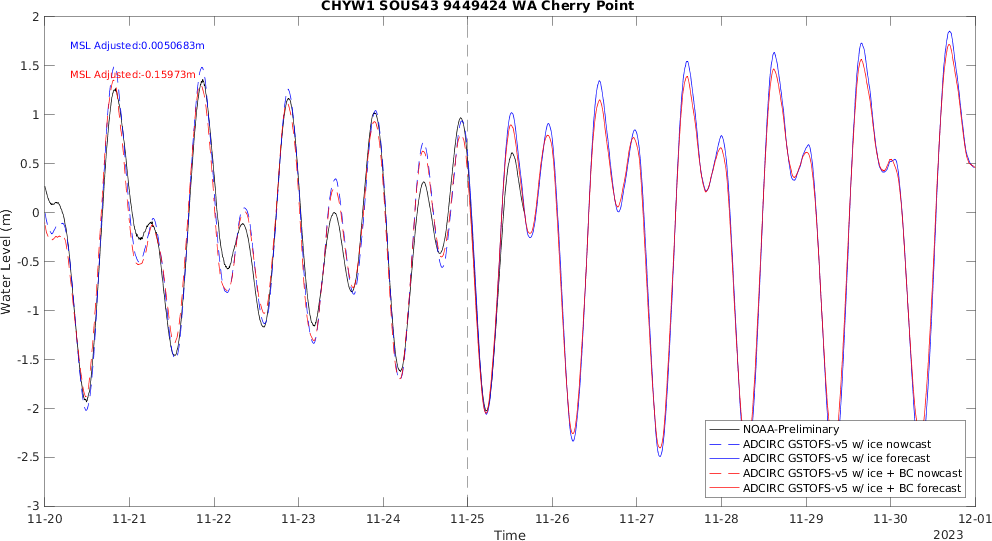 CHYW1 SOUS43 9449424 WA Cherry Point
MSL Adjusted:0.0050683m
MSL Adjusted:-0.15973m
Water Level (m)
2
1.5
1
0.5
0
-0.5
-1
-1.5
-2
-2.5
-3
NOAA-Preliminary
ADCIRC GSTOFS-v5 w/ ice nowcast
ADCIRC GSTOFS-v5 w/ ice forecast
ADCIRC GSTOFS-v5 w/ ice + BC nowcast
ADCIRC GSTOFS-v5 w/ ice + BC forecast
11-20 11-21 11-22 11-23 11-24 11-25 11-26 11-27 11-28 11-29 11-30 12-01
Time
2023